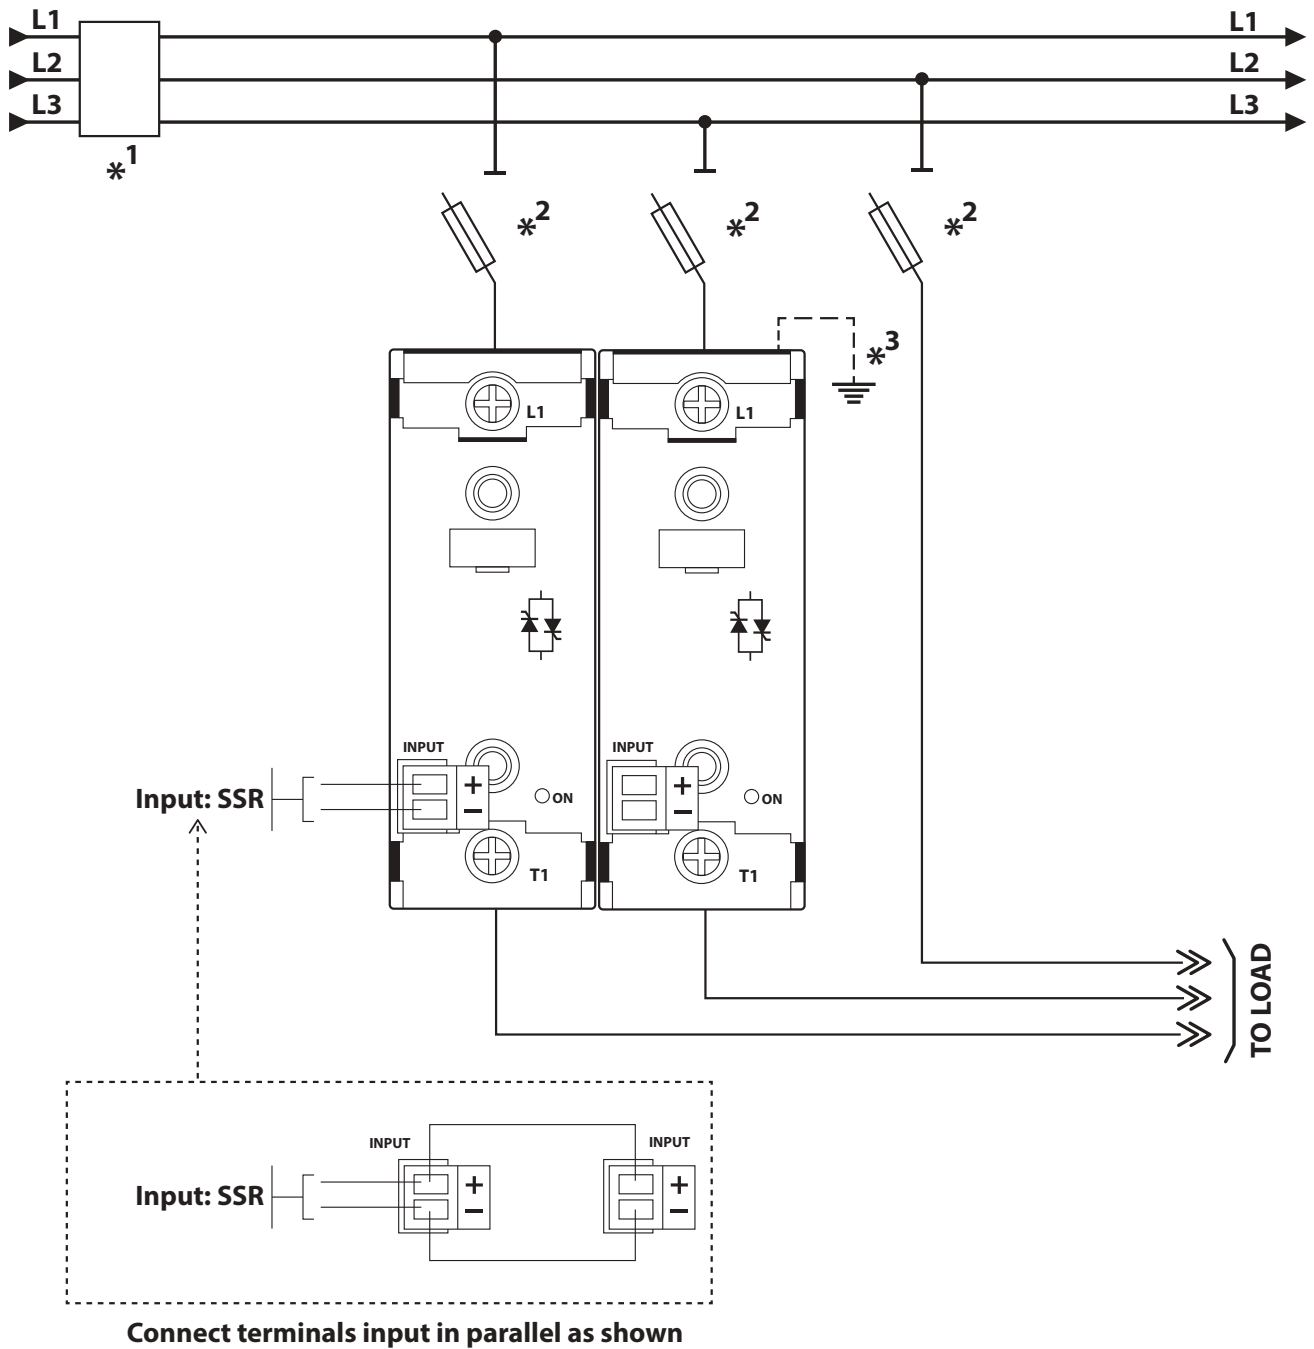 L1 L1
L2 L2
L3 L3
*1
*2 *2 *2
*3
L1 L1
INPUT INPUT
Input: SSR + +
ON ON
− −
T1 T1
TO LOAD
INPUT INPUT
Input: SSR + +
− −
Connect terminals input in parallel as shown